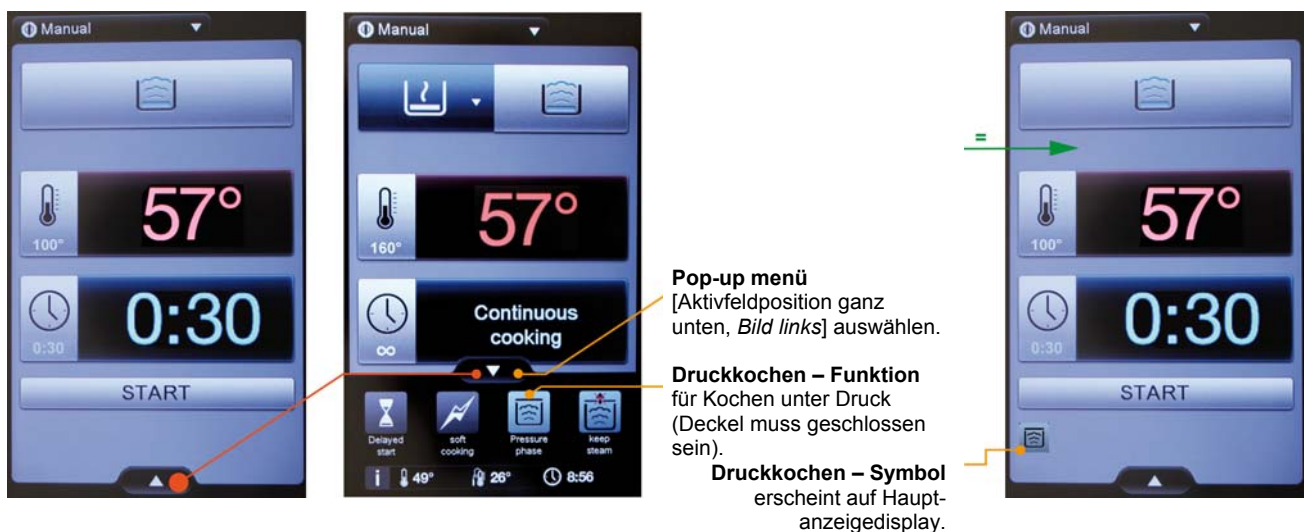 Manual
57°
100°
0:30
0:30
START
Manual
57°
160°
Continuous
cooking
∞
Delayed
start
soft
cooking
Pressure
phase
keep
steam
i 49° 26° 8:56
Pop-up menü
[Aktivfeldposition ganz
unten, Bild links] auswählen.
Druckkochen – Funktion
für Kochen unter Druck
(Deckel muss geschlossen
sein).
Druckkochen – Symbol
erscheint auf Haupt-
anzeigedisplay.
=
Manual
57°
100°
0:30
0:30
START